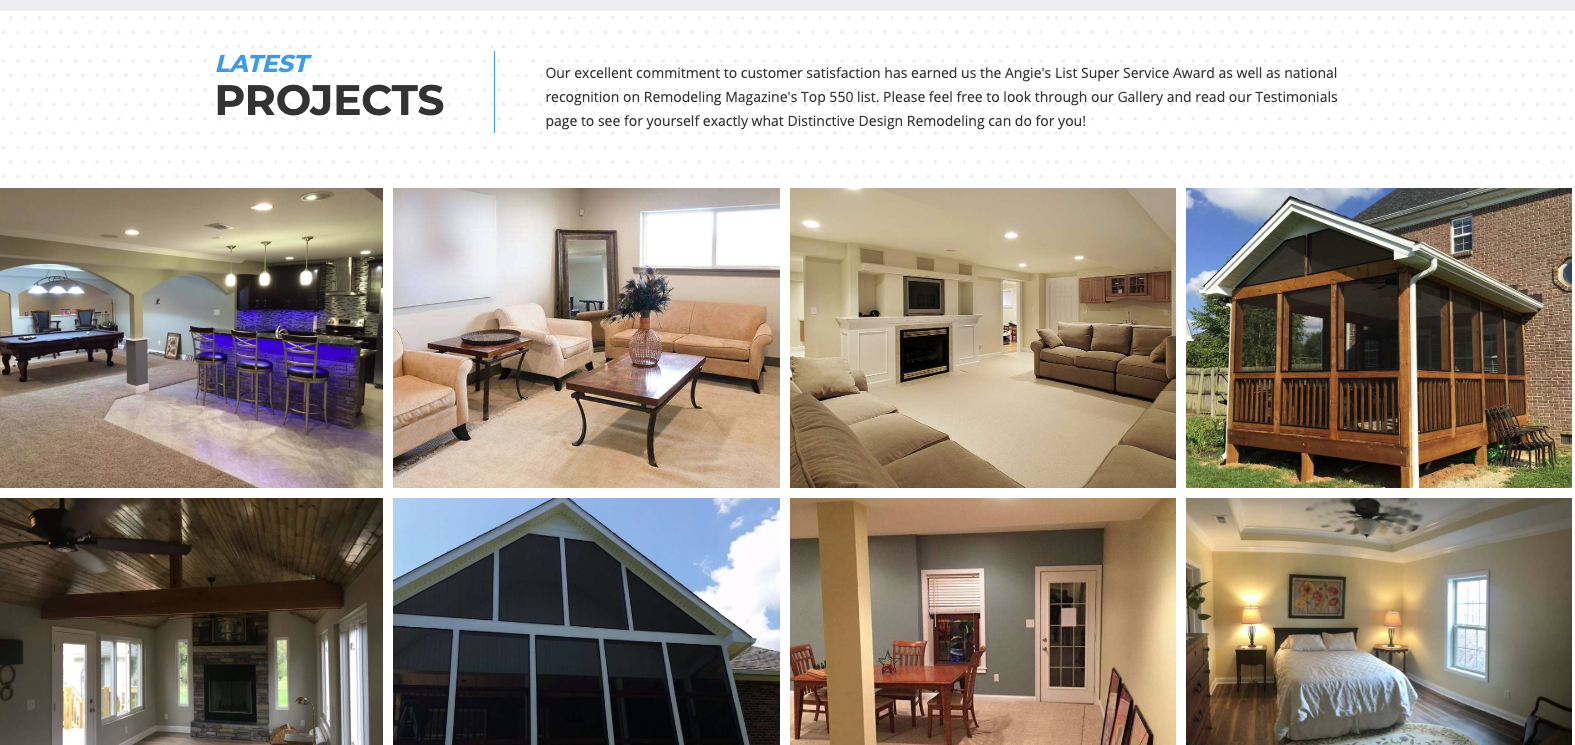 LATEST
PROJECTS
Our excellent commitment to customer satisfaction has earned us the Angie's List Super Service Award as well as national
recognition on Remodeling Magazine's Top 550 list. Please feel free to look through our Gallery and read our Testimonials
page to see for yourself exactly what Distinctive Design Remodeling can do for you!